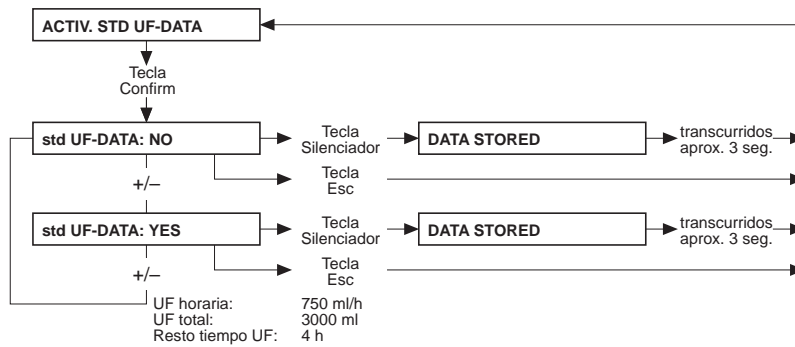 ACTIV. STD UF-DATA
Tecla
Confirm
std UF-DATA: NO
Tecla
Silenciador
DATA STORED
transcurridos
aprox. 3 seg.
+/–
Tecla
Esc
std UF-DATA: YES
Tecla
Silenciador
DATA STORED
transcurridos
aprox. 3 seg.
+/–
Tecla
Esc
UF horaria: 750 ml/h
UF total: 3000 ml
Resto tiempo UF: 4 h